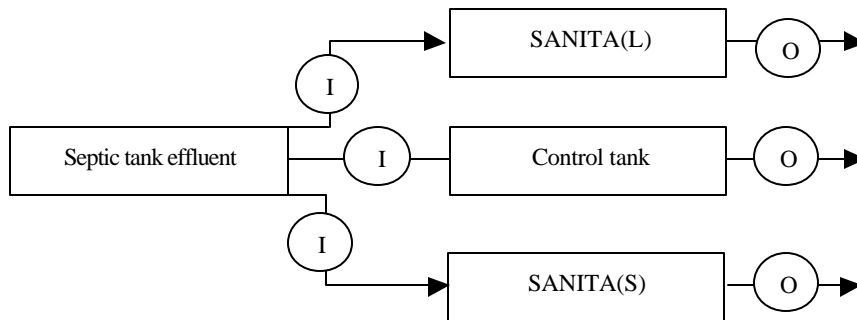 SANITA(L)
O
I
Septic tank effluent
I
Control tank
O
I
SANITA(S)
O